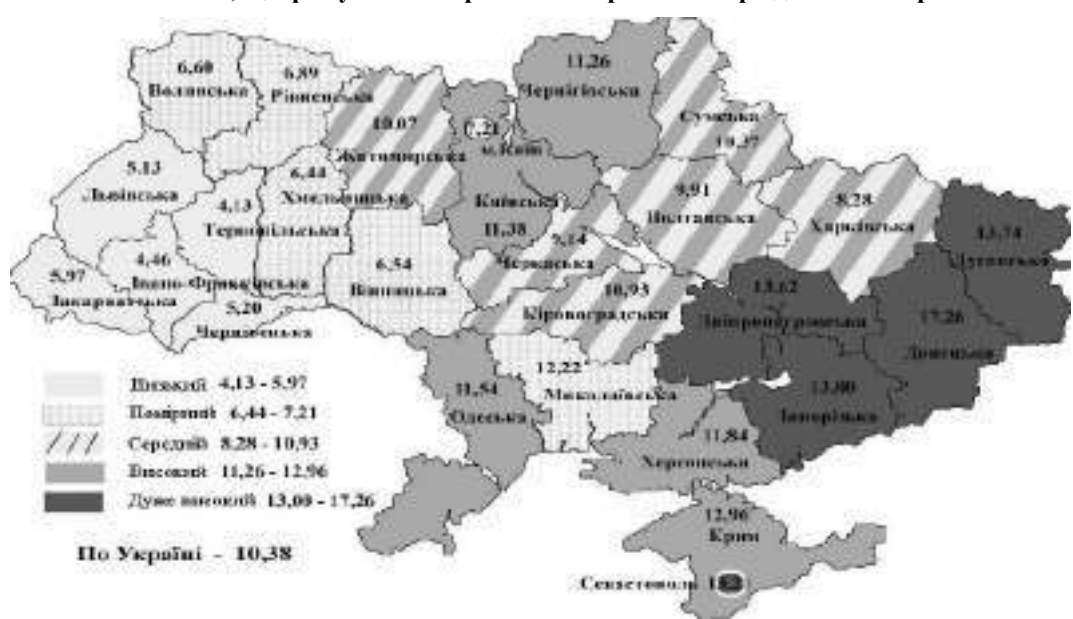 6,60
Волинська
6,89
Рівненська
10,07
Житомирська
11,26
Чернігівська
Сумська
10,37
7,21
м.Київ
Київська
11,38
5,13
Львівська
4,13
Тернопільська
6,44
Хмельницька
9,91
Полтавська
8,28
Харківська
13,74
Луганська
5,97
Закарпатська
4,46
Івано-Франківська
5,20
Чернівецька
6,54
Вінницька
9,14
Черкаська
10,93
Кіровоградська
13,62
Дніпропетровська
17,26
Донецька
13,00
Запорізька
12,22
Миколаївська
11,54
Одеська
11,84
Херсонська
12,96
Крим
Севастополь
Низький 4,13 - 5,97
Помірний 6,44 - 7,21
Середній 8,28 - 10,93
Високий 11,26 - 12,96
Дуже високий 13,00 - 17,26
По Україні - 10,38